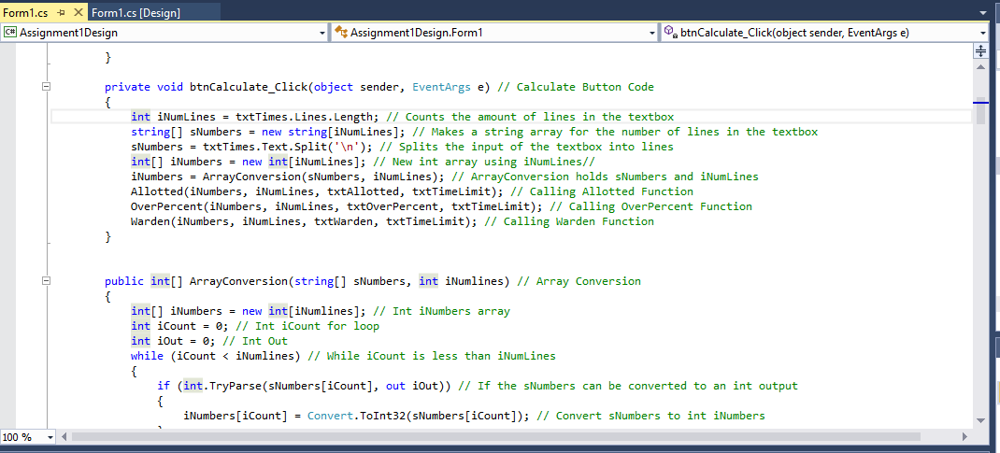 Form1.cs Form1.cs [Design]
C# Assignment1Design Assignment1Design.Form1 btnCalculate_Click(object sender, EventArgs e)
}
private void btnCalculate_Click(object sender, EventArgs e) // Calculate Button Code
{
int iNumLines = txtTimes.Lines.Length; // Counts the amount of lines in the textbox
string[] sNumbers = new string[iNumLines]; // Makes a string array for the number of lines in the textbox
sNumbers = txtTimes.Text.Split('\n'); // Splits the input of the textbox into lines
int[] iNumbers = new int[iNumLines]; // New int array using iNumLines//
iNumbers = ArrayConversion(sNumbers, iNumLines); // ArrayConversion holds sNumbers and iNumLines
Allotted(iNumbers, iNumLines, txtAllotted, txtTimeLimit); // Calling Allotted Function
OverPercent(iNumbers, iNumLines, txtOverPercent, txtTimeLimit); // Calling OverPercent Function
Warden(iNumbers, iNumLines, txtWarden, txtTimeLimit); // Calling Warden Function
}
public int[] ArrayConversion(string[] sNumbers, int iNumlines) // Array Conversion
{
int[] iNumbers = new int[iNumlines]; // Int iNumbers array
int iCount = 0; // Int iCount for loop
int iOut = 0; // Int Out
while (iCount < iNumlines) // While iCount is less than iNumLines
{
if (int.TryParse(sNumbers[iCount], out iOut)) // If the sNumbers can be converted to an int output
{
iNumbers[iCount] = Convert.ToInt32(sNumbers[iCount]); // Convert sNumbers to int iNumbers
100 %